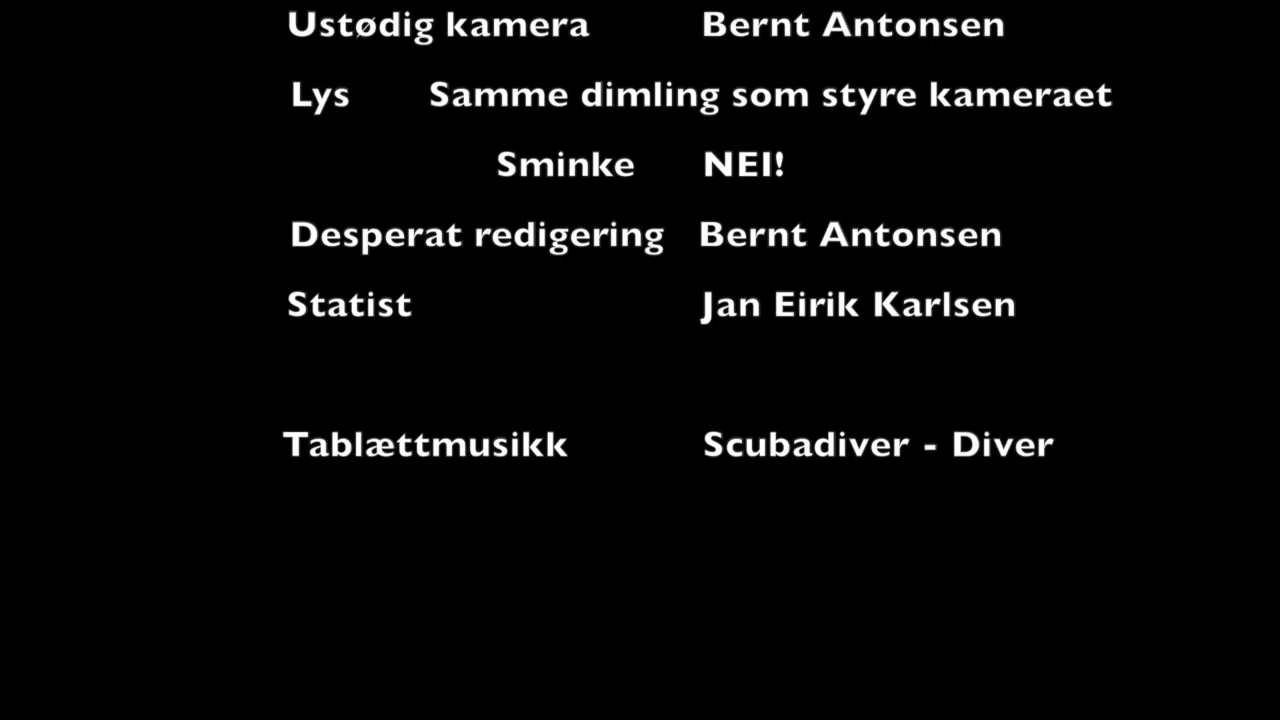 Ustødig kamera Bernt Antonsen
Lys Samme dimling som styre kameraet
Sminke NEI!
Desperat redigering Bernt Antonsen
Statist Jan Eirik Karlsen
Tablættmusikk Scubadiver - Diver